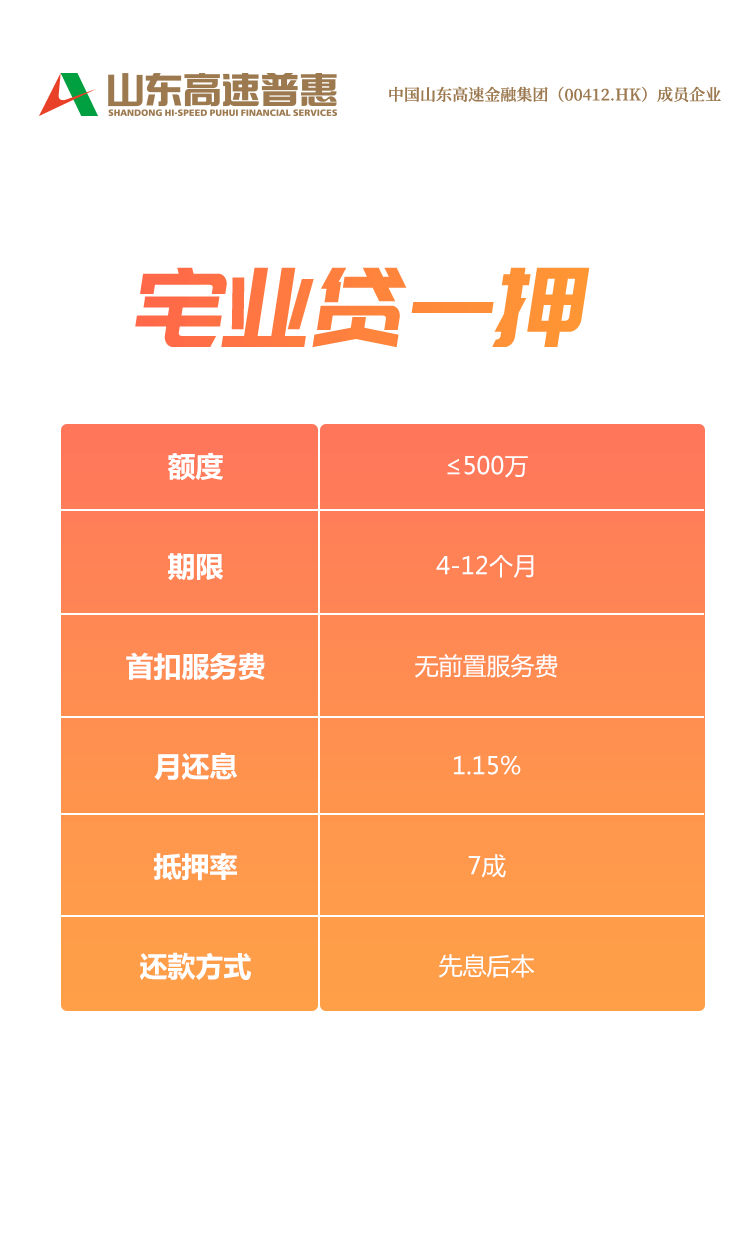 山东高速普惠
SHANDONG HI-SPEED PUHUI FINANCIAL SERVICES
中国山东高速金融集团（00412.HK）成员企业
宅业贷一押
额度 ≤500万
期限 4-12个月
首扣服务费 无前置服务费
月还息 1.15%
抵押率 7成
还款方式 先息后本